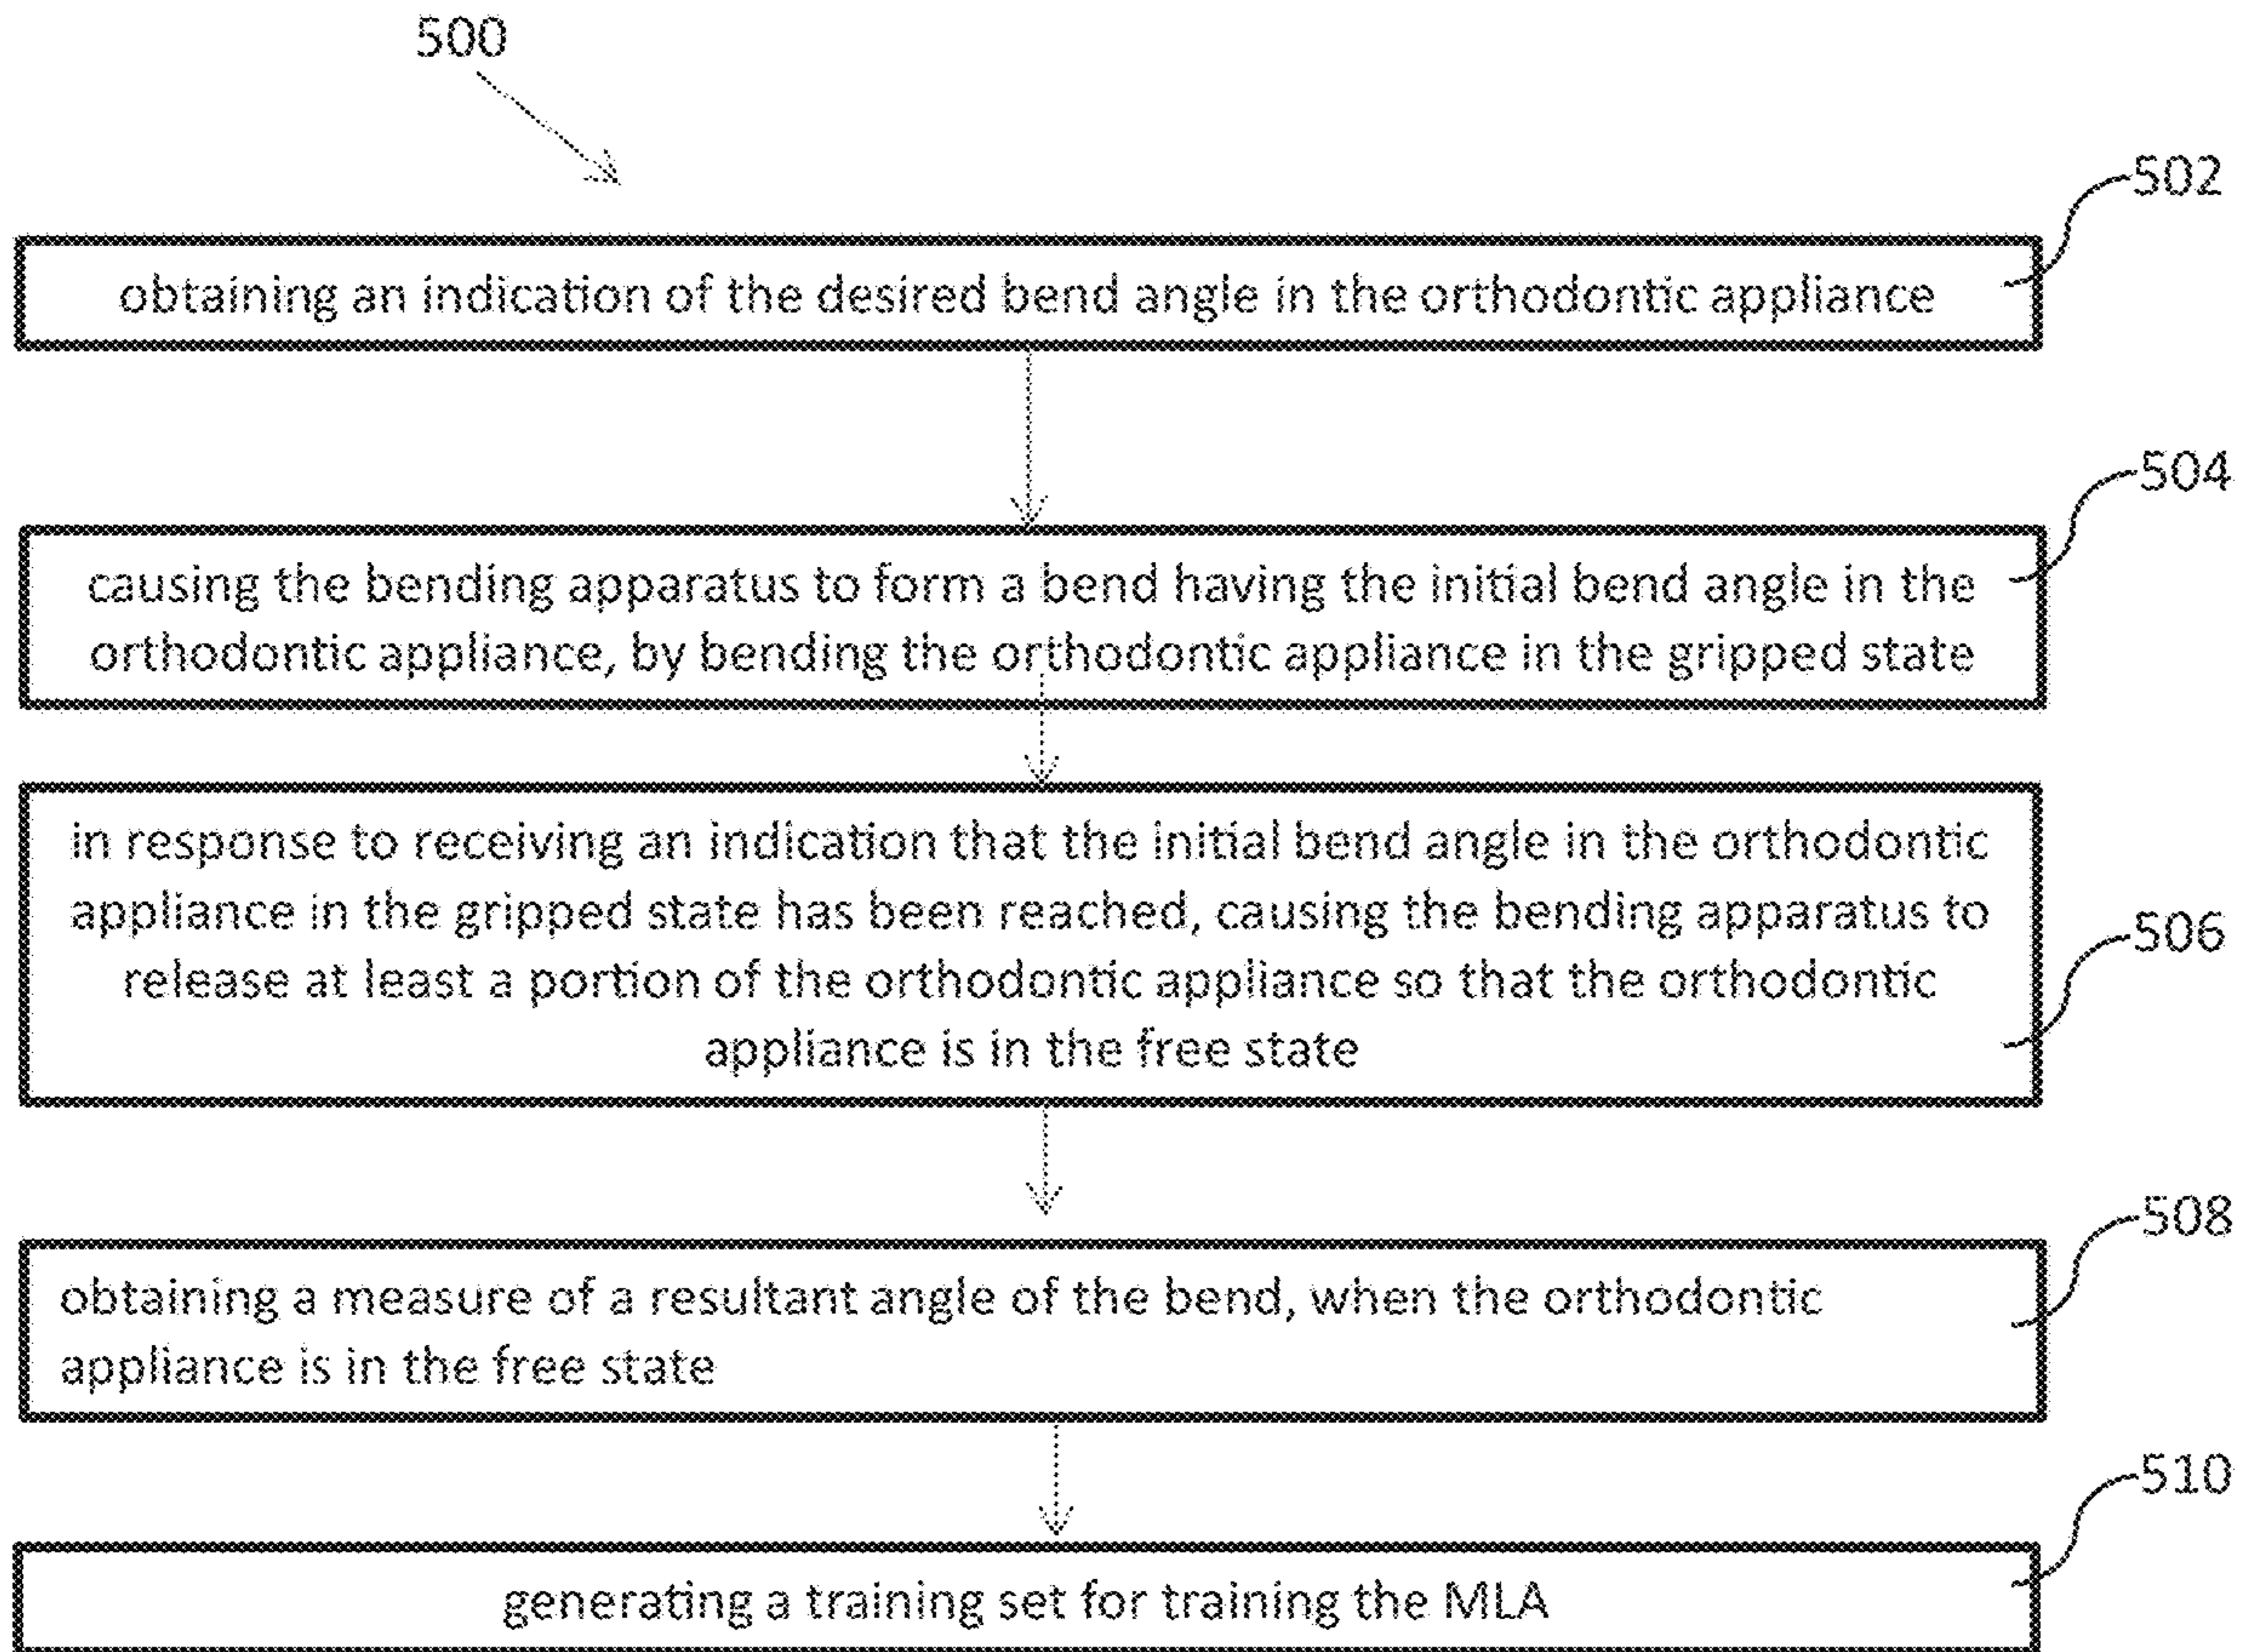 500
502
obtaining an indication of the desired bend angle in the orthodontic appliance
504
causing the bending apparatus to form a bend having the initial bend angle in the
orthodontic appliance, by bending the orthodontic appliance in the gripped state
in response to receiving an indication that the initial bend angle in the orthodontic
appliance in the gripped state has been reached, causing the bending apparatus to
release at least a portion of the orthodontic appliance so that the orthodontic
appliance is in the free state
506
508
obtaining a measure of a resultant angle of the bend, when the orthodontic
appliance is in the free state
510
generating a training set for training the MLA